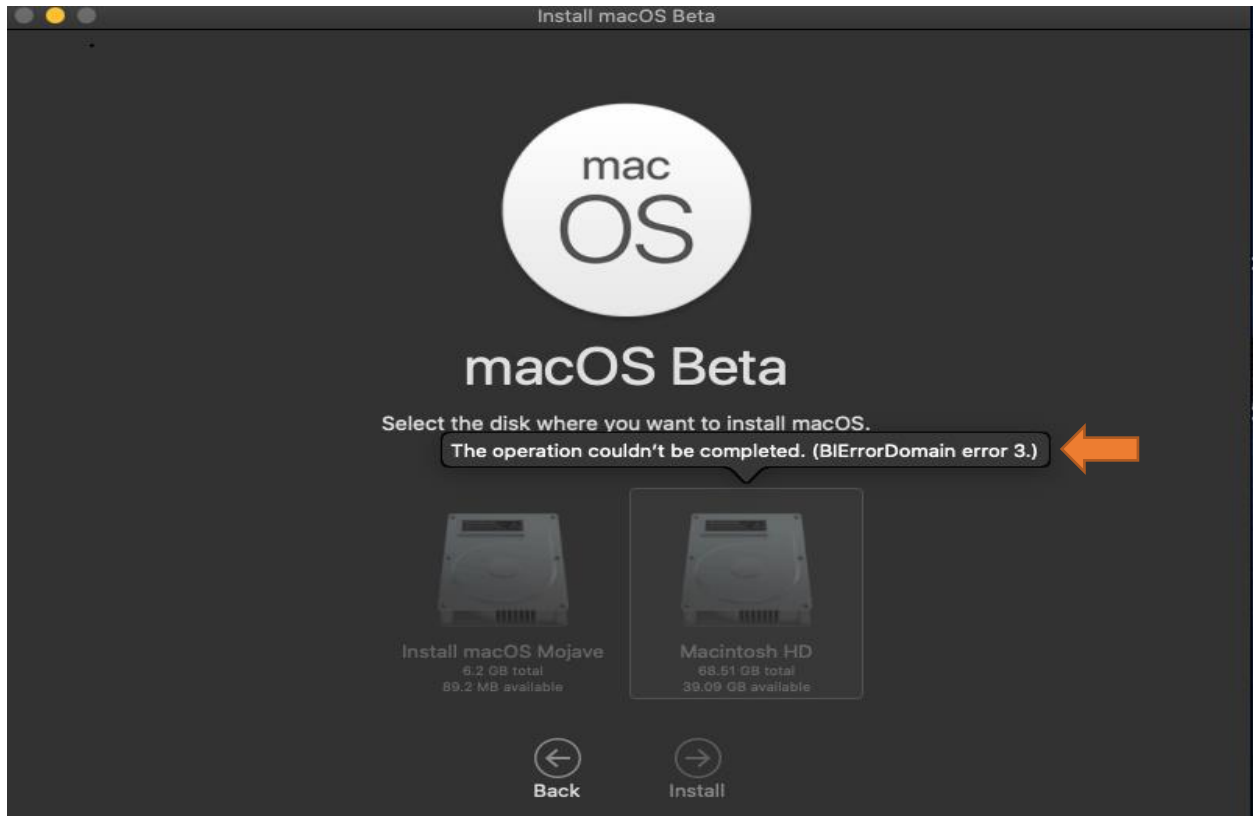 Install macOS Beta
mac
OS
macOS Beta
Select the disk where you want to install macOS.
The operation couldn't be completed. (BIErrorDomain error 3.)
Install macOS Mojave
6.2 GB total
89.2 MB available
Macintosh HD
68.51 GB total
39.09 GB available
Back
Install